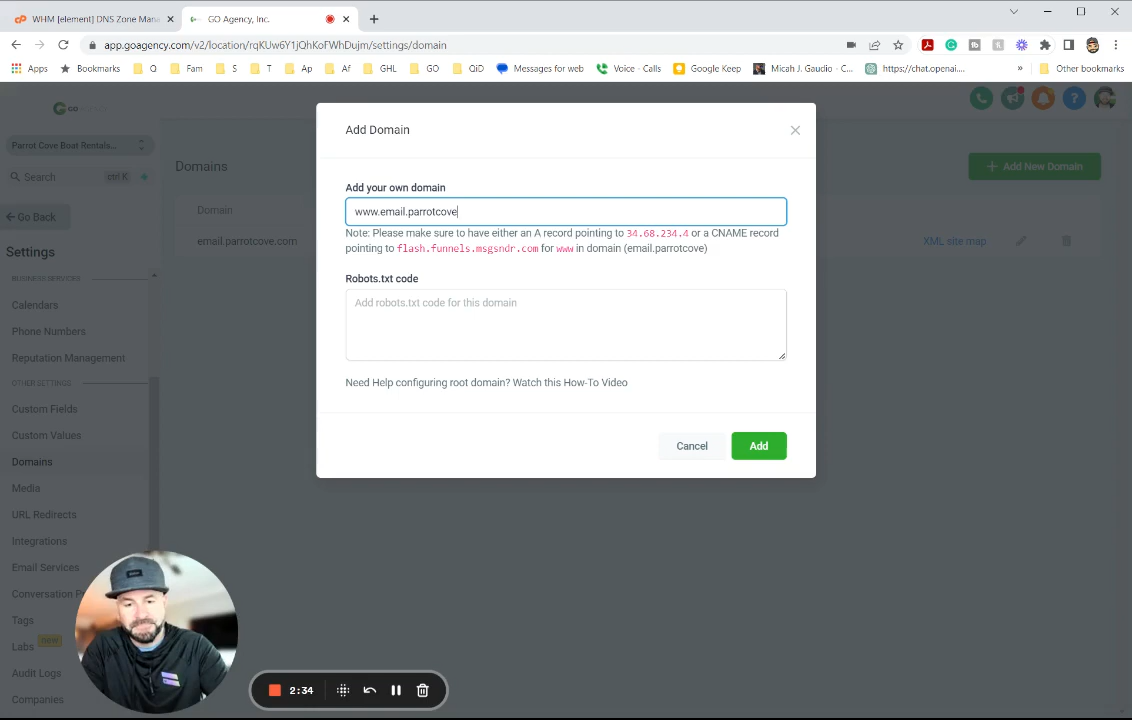 WHM [element] DNS Zone Mana
GO Agency, Inc.
app.goagency.com/v2/location/rqKUw6Y1jQhKoFWhDujm/settings/domain
Apps
Bookmarks
Q
Fam
S
T
Ap
Af
GHL
GO
QiD
Messages for web
Voice - Calls
Google Keep
Micah J. Gaudio – C...
https://chat.openai....
»
Other bookmarks
GO
Parrot Cove Boat Rentals...
Search
ctrl K
Go Back
Settings
BUSINESS SERVICES
Calendars
Phone Numbers
Reputation Management
OTHER SETTINGS
Custom Fields
Custom Values
Domains
Media
URL Redirects
Integrations
Email Services
Conversation
Tags
Labs
new
Audit Logs
Companies
Domains
Add New Domain
Domain
email.parrotcove.com
XML site map
Add Domain
Add your own domain
www.email.parrotcove
Note: Please make sure to have either an A record pointing to 34.68.234.4 or a CNAME record
pointing to flash.funnels.msgsndr.com for www in domain (email.parrotcove)
Robots.txt code
Add robots.txt code for this domain
Need Help configuring root domain? Watch this How-To Video
Cancel
Add
2:34